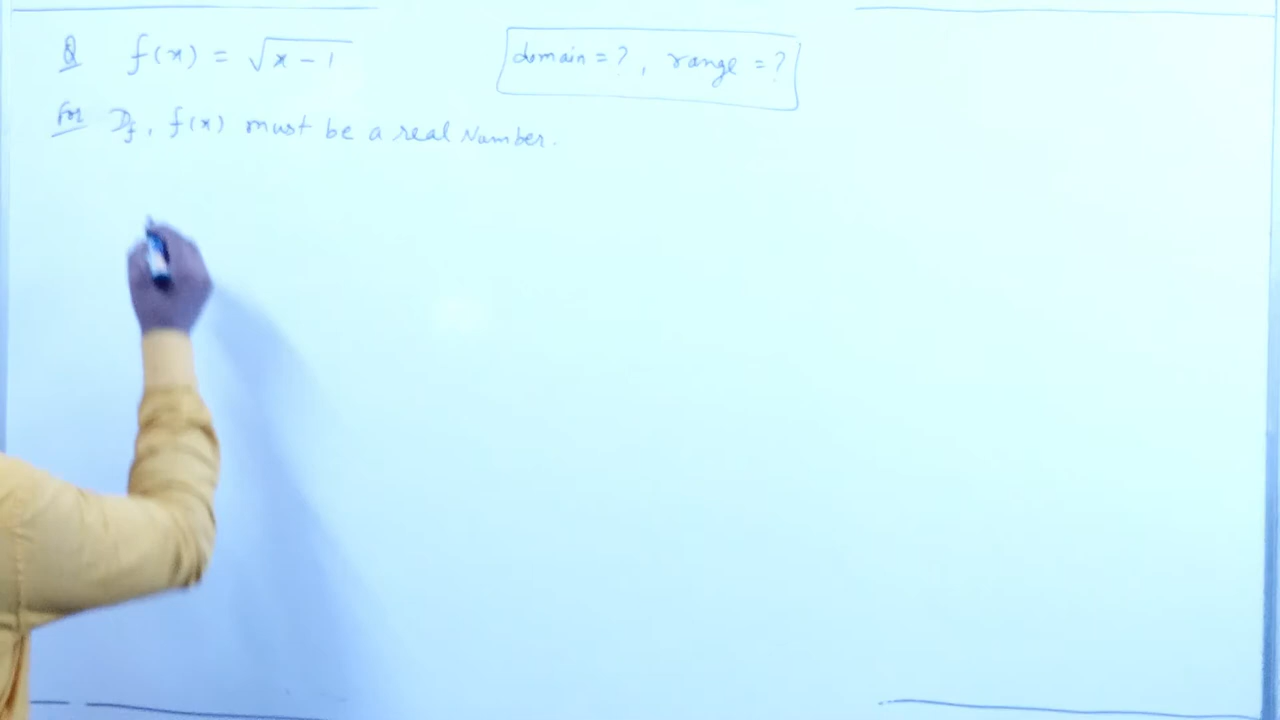 Q f(x) = √x-1
domain = ?, range = ?
For Df, f(x) must be a real Number.